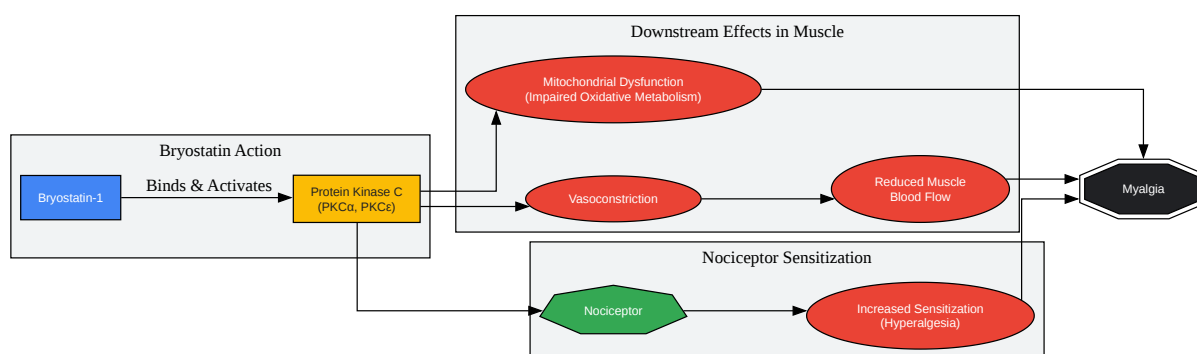 Downstream Effects in Muscle
Mitochondrial Dysfunction
(Impaired Oxidative Metabolism)
Bryostatin Action
Bryostatin-1
Binds & Activates
Protein Kinase C
(PKCα, PKCε)
Vasoconstriction
Reduced Muscle
Blood Flow
Myalgia
Nociceptor Sensitization
Nociceptor
Increased Sensitization
(Hyperalgesia)